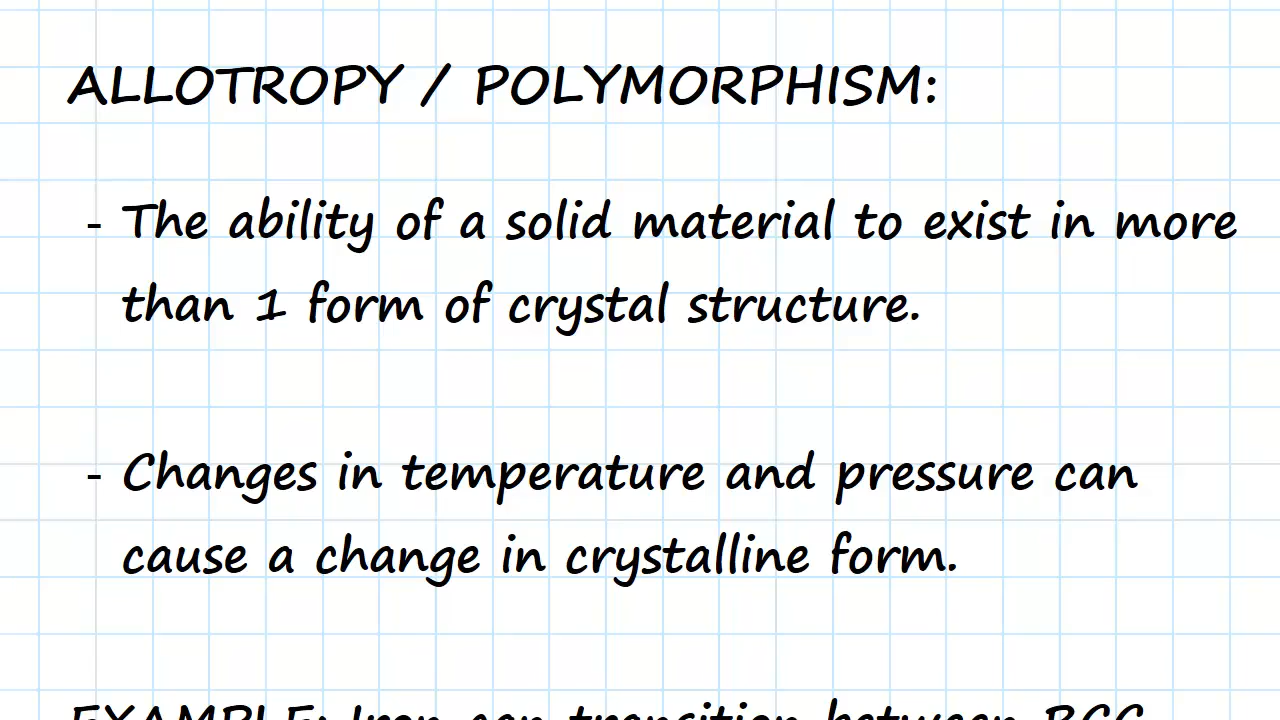 ALLOTROPY / POLYMORPHISM:
- The ability of a solid material to exist in more
than 1 form of crystal structure.
- Changes in temperature and pressure can
cause a change in crystalline form.
EXAMPLE: Iron can transition between BCC